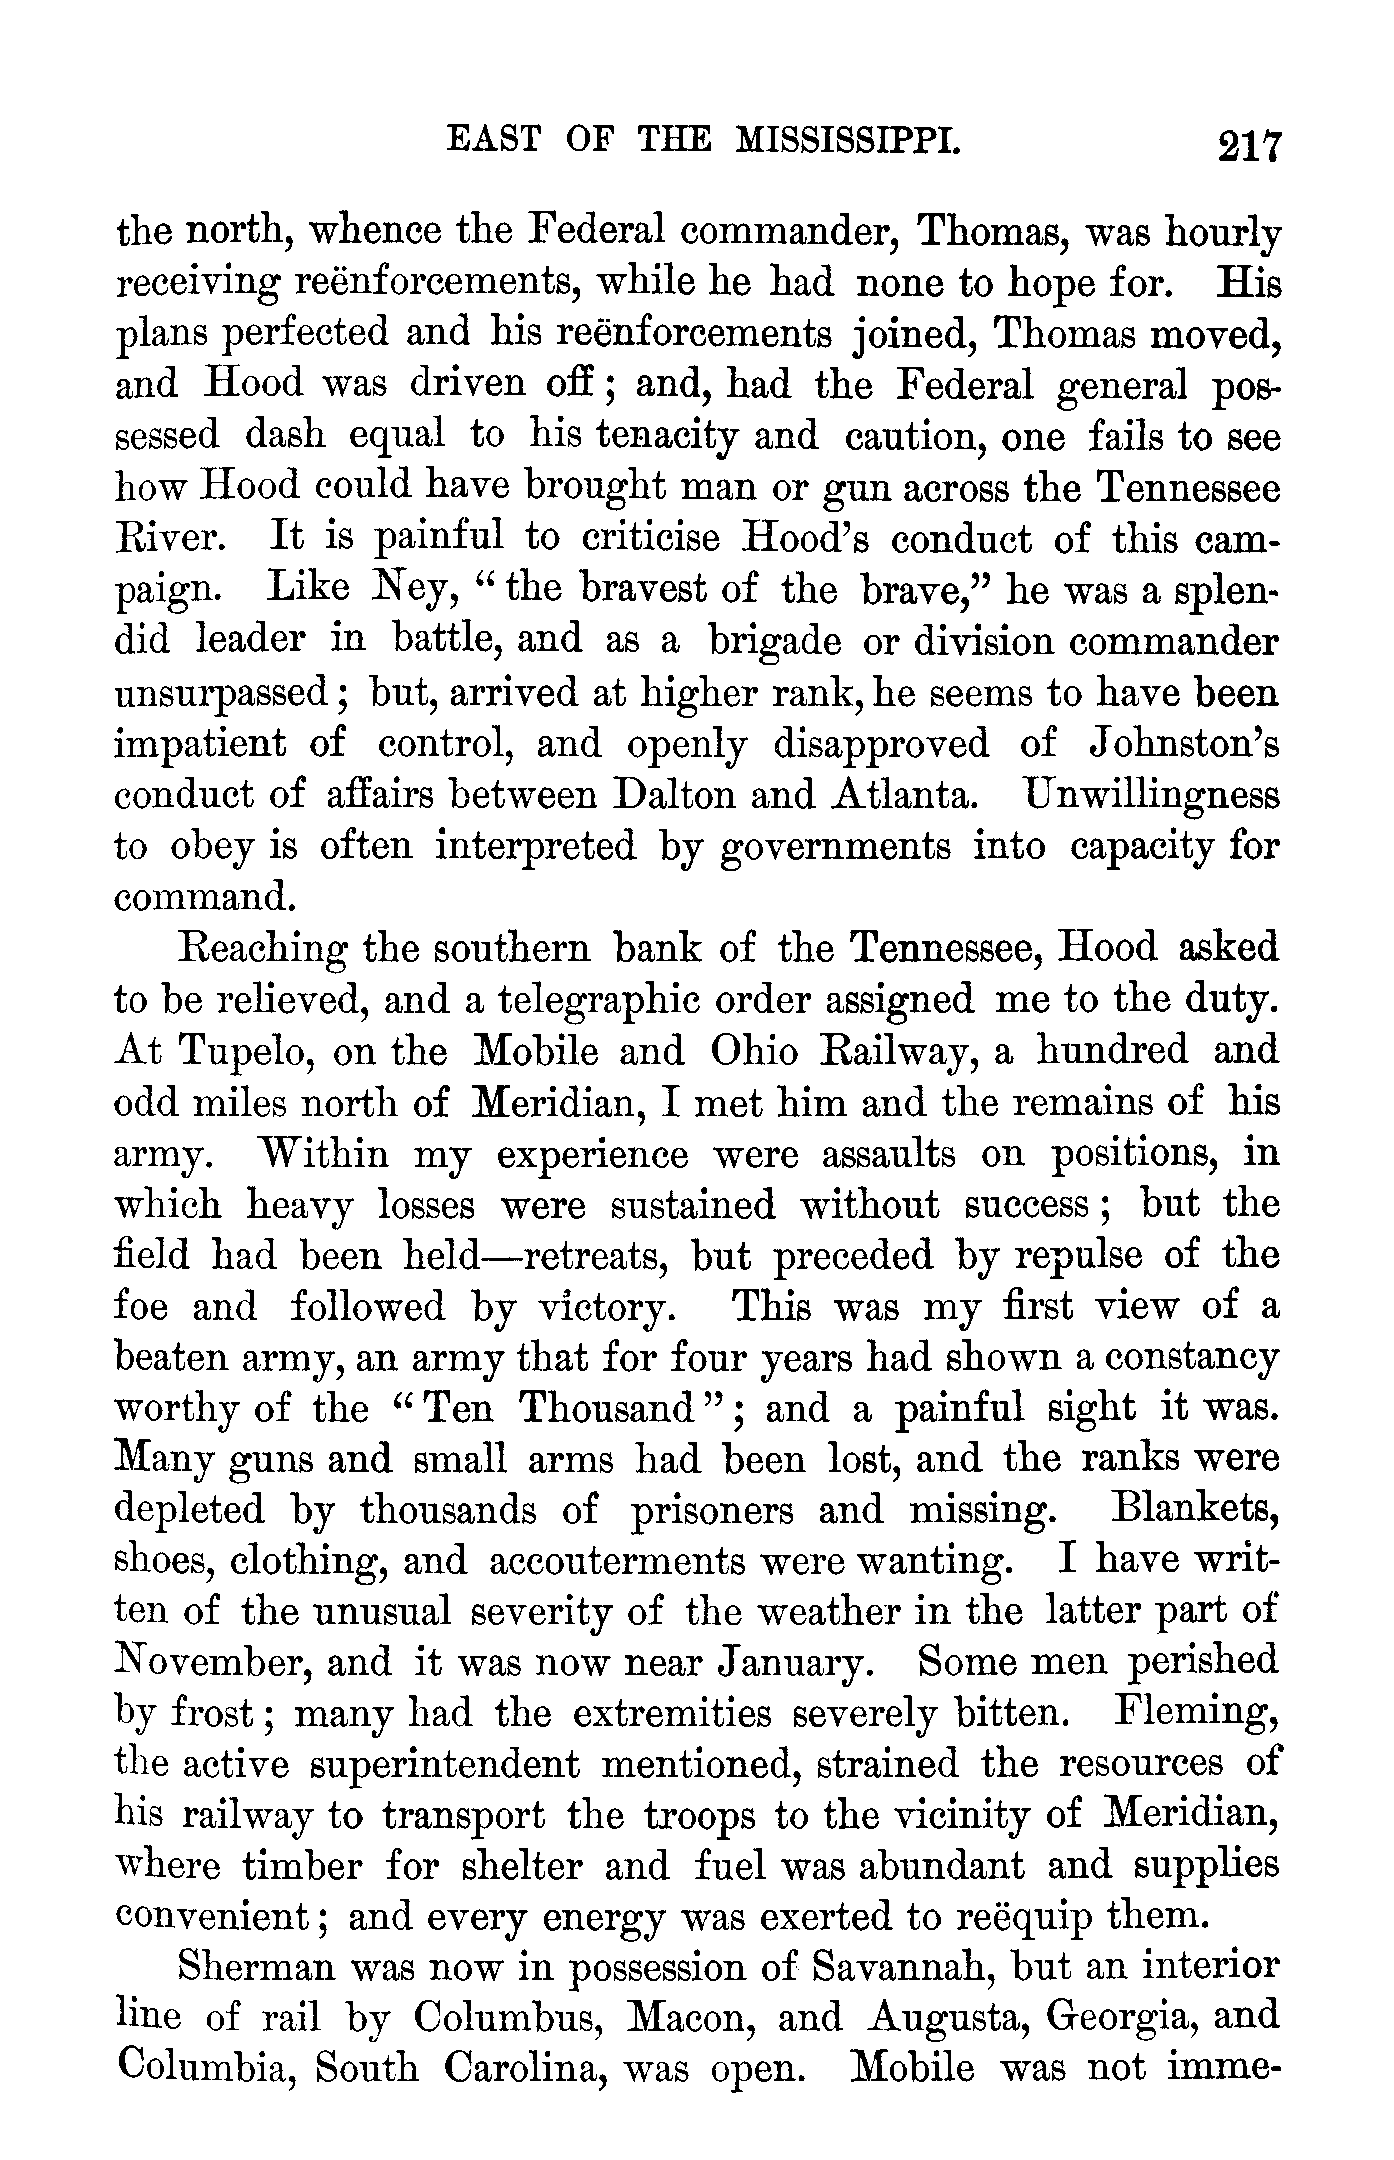 EAST OF THE MISSISSIPPI. 217
the north, whence the Federal commander, Thomas, was hourly
receiving reënforcements, while he had none to hope for. His
plans perfected and his reënforcements joined, Thomas moved,
and Hood was driven off; and, had the Federal general pos-
sessed dash equal to his tenacity and caution, one fails to see
how Hood could have brought man or gun across the Tennessee
River. It is painful to criticise Hood's conduct of this cam-
paign. Like Ney, "the bravest of the brave," he was a splen-
did leader in battle, and as a brigade or division commander
unsurpassed; but, arrived at higher rank, he seems to have been
impatient of control, and openly disapproved of Johnston's
conduct of affairs between Dalton and Atlanta. Unwillingness
to obey is often interpreted by governments into capacity for
command.
Reaching the southern bank of the Tennessee, Hood asked
to be relieved, and a telegraphic order assigned me to the duty.
At Tupelo, on the Mobile and Ohio Railway, a hundred and
odd miles north of Meridian, I met him and the remains of his
army. Within my experience were assaults on positions, in
which heavy losses were sustained without success; but the
field had been held—retreats, but preceded by repulse of the
foe and followed by victory. This was my first view of a
beaten army, an army that for four years had shown a constancy
worthy of the "Ten Thousand"; and a painful sight it was.
Many guns and small arms had been lost, and the ranks were
depleted by thousands of prisoners and missing. Blankets,
shoes, clothing, and accouterments were wanting. I have writ-
ten of the unusual severity of the weather in the latter part of
November, and it was now near January. Some men perished
by frost; many had the extremities severely bitten. Fleming,
the active superintendent mentioned, strained the resources of
his railway to transport the troops to the vicinity of Meridian,
where timber for shelter and fuel was abundant and supplies
convenient; and every energy was exerted to reëquip them.
Sherman was now in possession of Savannah, but an interior
line of rail by Columbus, Macon, and Augusta, Georgia, and
Columbia, South Carolina, was open. Mobile was not imme-